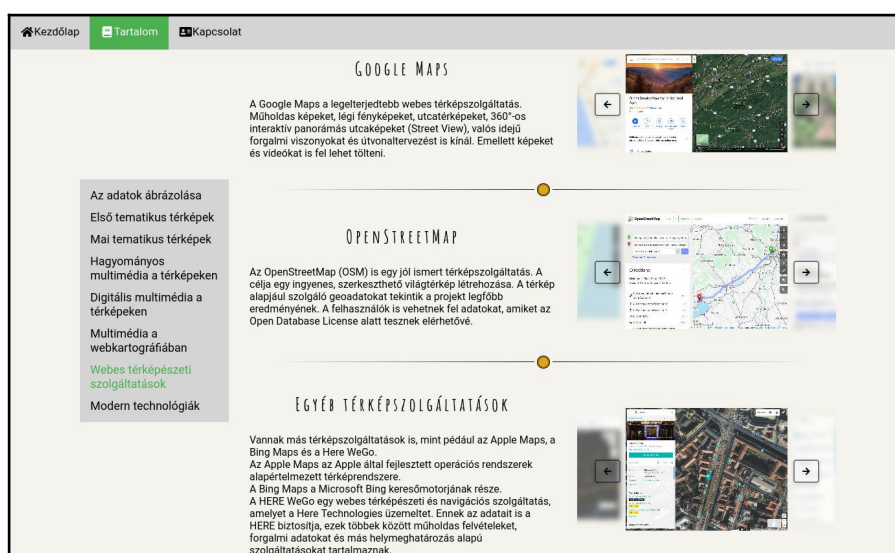 Kezdőlap
Tartalom
Kapcsolat
Google Maps
A Google Maps a legelterjedtebb webes térképszolgáltatás.
Műholdas képeket, légi fényképeket, utcatérképeket, 360°-os
interaktív panorámás utcaképeket (Street View), valós idejű
forgalmi viszonyokat és útvonaltervezést is kínál. Emellett képeket
és videókat is fel lehet tölteni.
Az adatok ábrázolása
Első tematikus térképek
Mai tematikus térképek
Hagyományos
multimédia a térképeken
Digitális multimédia a
térképeken
Multimédia a
webkartográfiában
Webes térképészeti
szolgáltatások
Modern technológiák
OpenStreetMap
Az OpenStreetMap (OSM) is egy jól ismert térképszolgáltatás. A
célja egy ingyenes, szerkeszthető világtérkép létrehozása. A térkép
alapjául szolgáló geoadatokat tekintik a projekt legfőbb
eredményének. A felhasználók is vehetnek fel adatokat, amiket az
Open Database License alatt tesznek elérhetővé.
OpenStreetMap
Directions
Egyéb térképszolgáltatások
Vannak más térképszolgáltatások is, mint pédául az Apple Maps, a
Bing Maps és a Here WeGo.
Az Apple Maps az Apple által fejlesztett operációs rendszerek
alapértelmezett térképrendszere.
A Bing Maps a Microsoft Bing keresőmotorjának része.
A HERE WeGo egy webes térképészeti és navigációs szolgáltatás,
amelyet a Here Technologies üzemeltet. Ennek az adatait is a
HERE biztosítja, ezek többek között műholdas felvételeket,
forgalmi adatokat és más helymeghatározás alapú
szolgáltatásokat tartalmaznak.